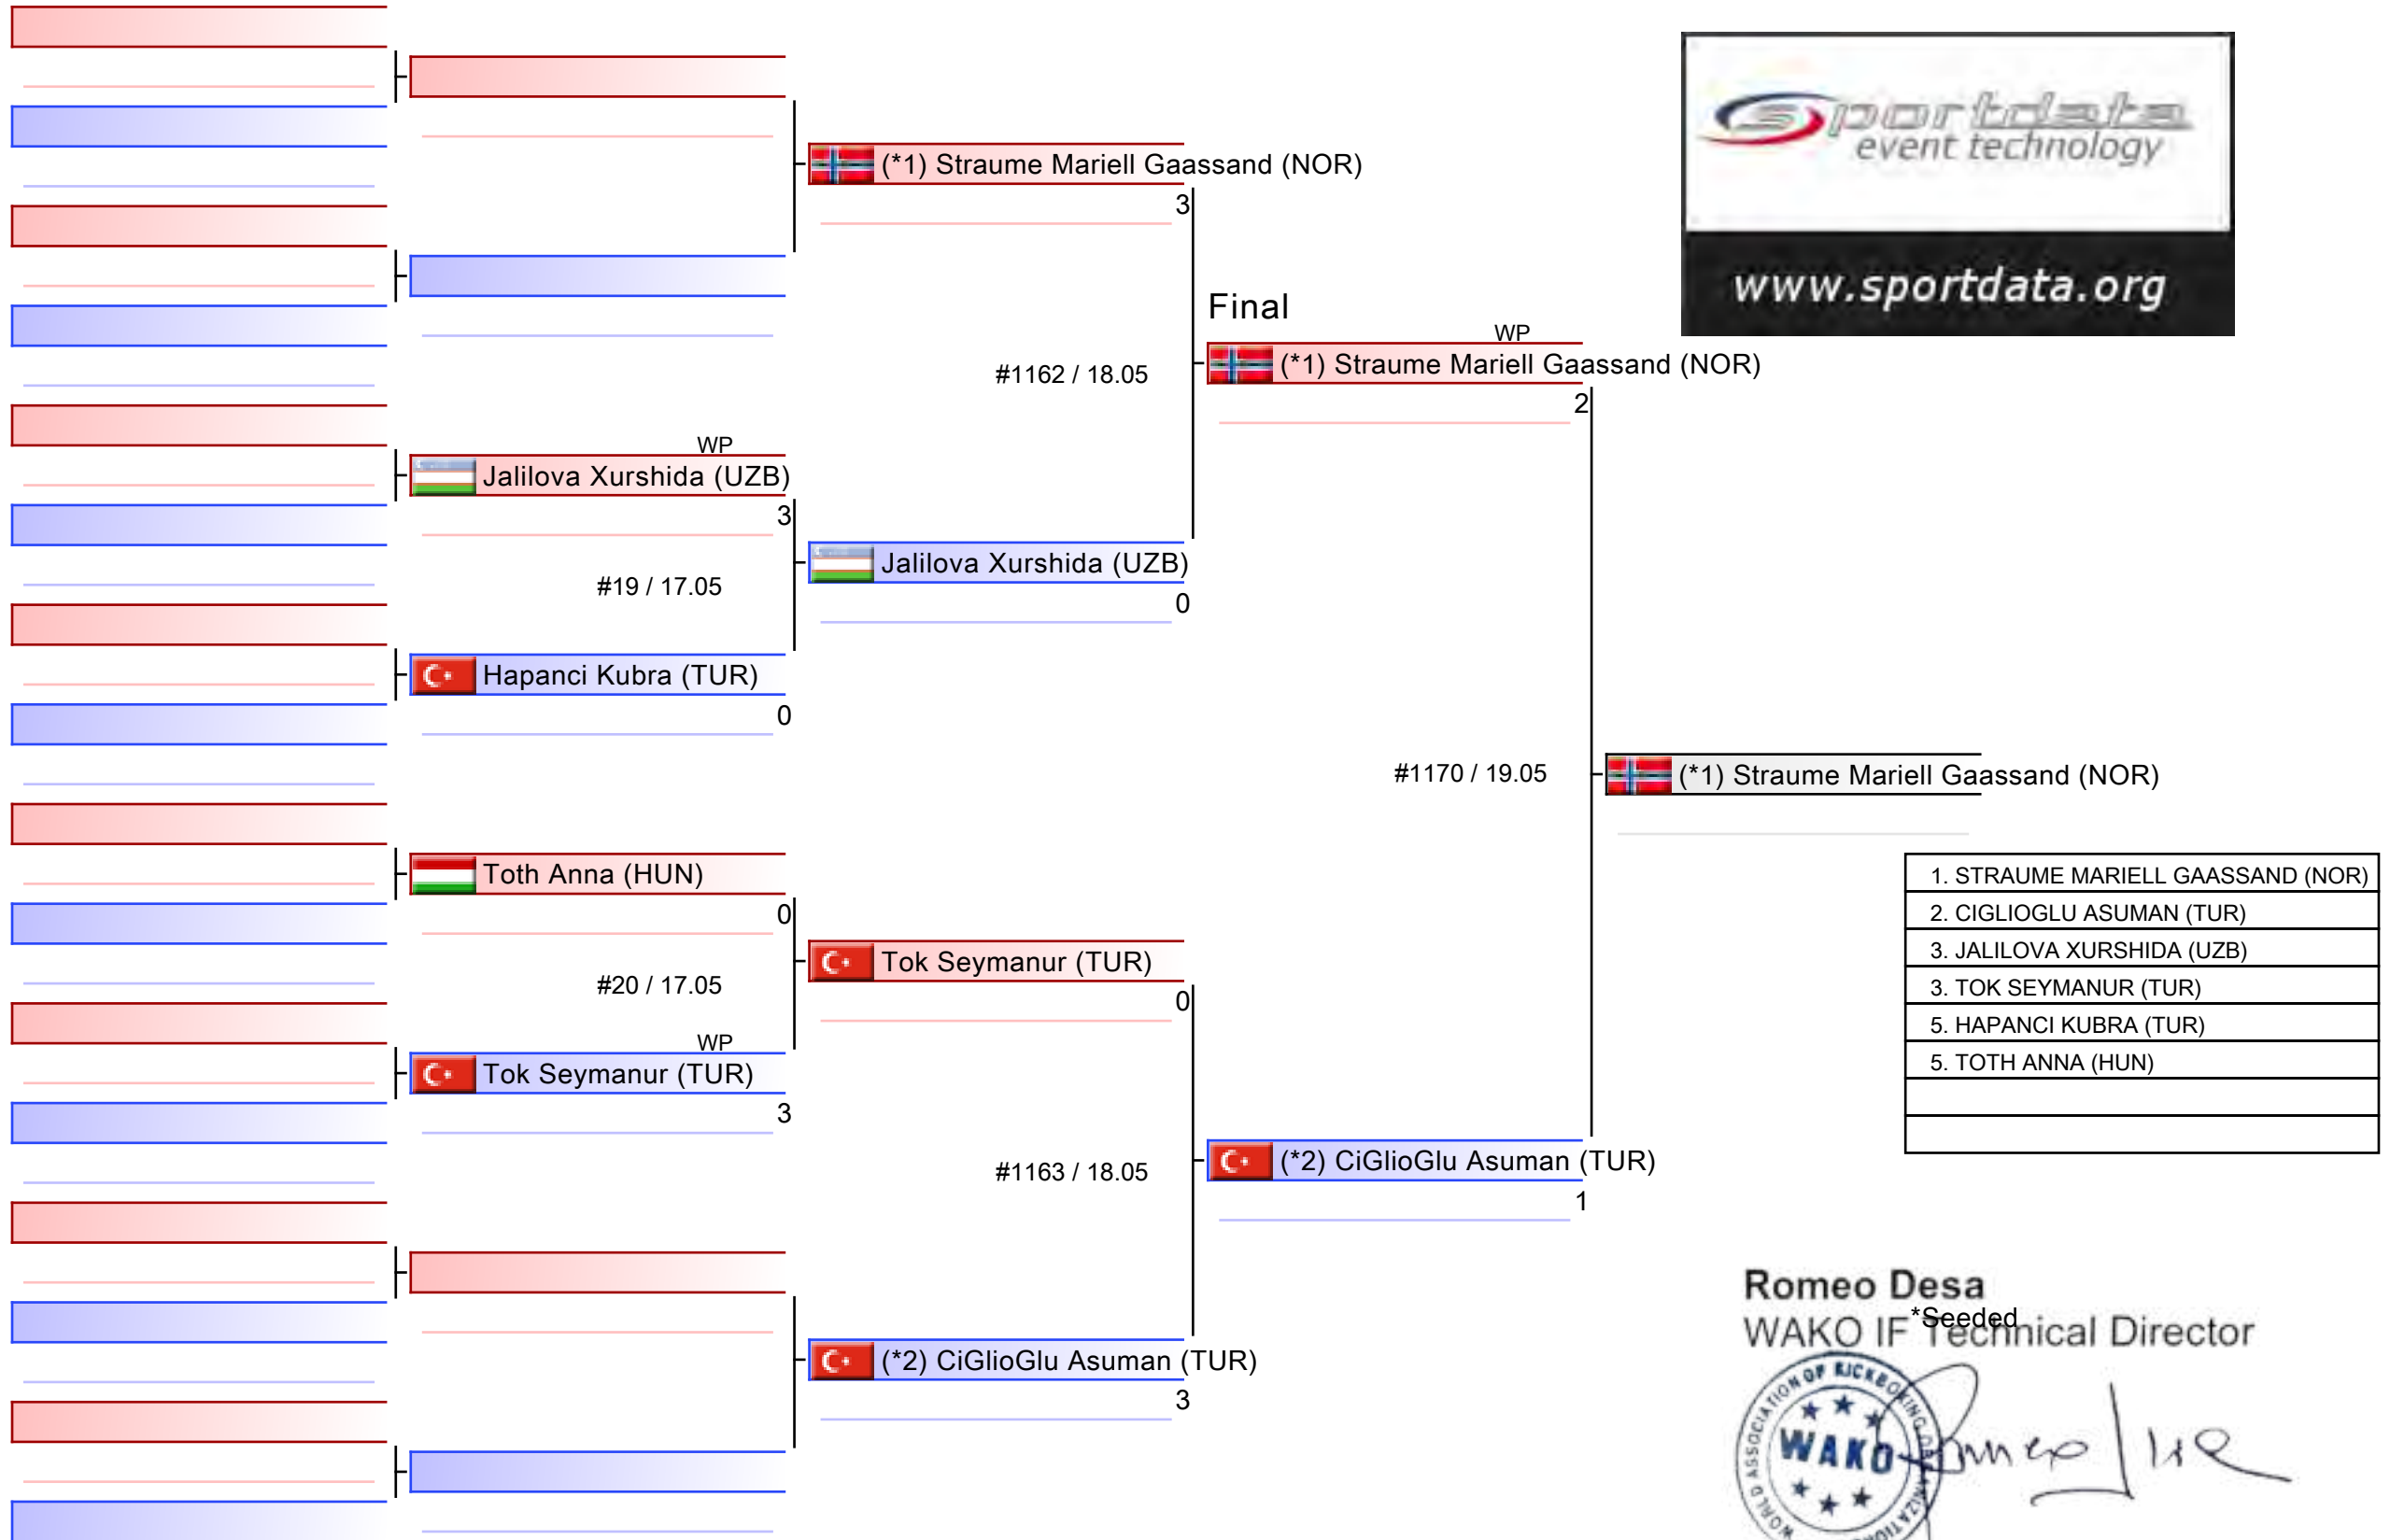 sportdata
event technology
www.sportdata.org
(*1) Straume Mariell Gaassand (NOR)
3
Final
WP
#1162 / 18.05
(*1) Straume Mariell Gaassand (NOR)
2
WP
Jalilova Xurshida (UZB)
3
#19 / 17.05
Jalilova Xurshida (UZB)
0
Hapanci Kubra (TUR)
0
#1170 / 19.05
(*1) Straume Mariell Gaassand (NOR)
Toth Anna (HUN)
0
#20 / 17.05
Tok Seymanur (TUR)
0
WP
Tok Seymanur (TUR)
3
#1163 / 18.05
(*2) CiGlioGlu Asuman (TUR)
1
(*2) CiGlioGlu Asuman (TUR)
3
1. STRAUME MARIELL GAASSAND (NOR)
2. CIGLIOGLU ASUMAN (TUR)
3. JALILOVA XURSHIDA (UZB)
3. TOK SEYMANUR (TUR)
5. HAPANCI KUBRA (TUR)
5. TOTH ANNA (HUN)
Romeo Desa
*Seeded
WAKO IF Technical Director
WORLD ASSOCIATION OF KICKBOXING
WAKO